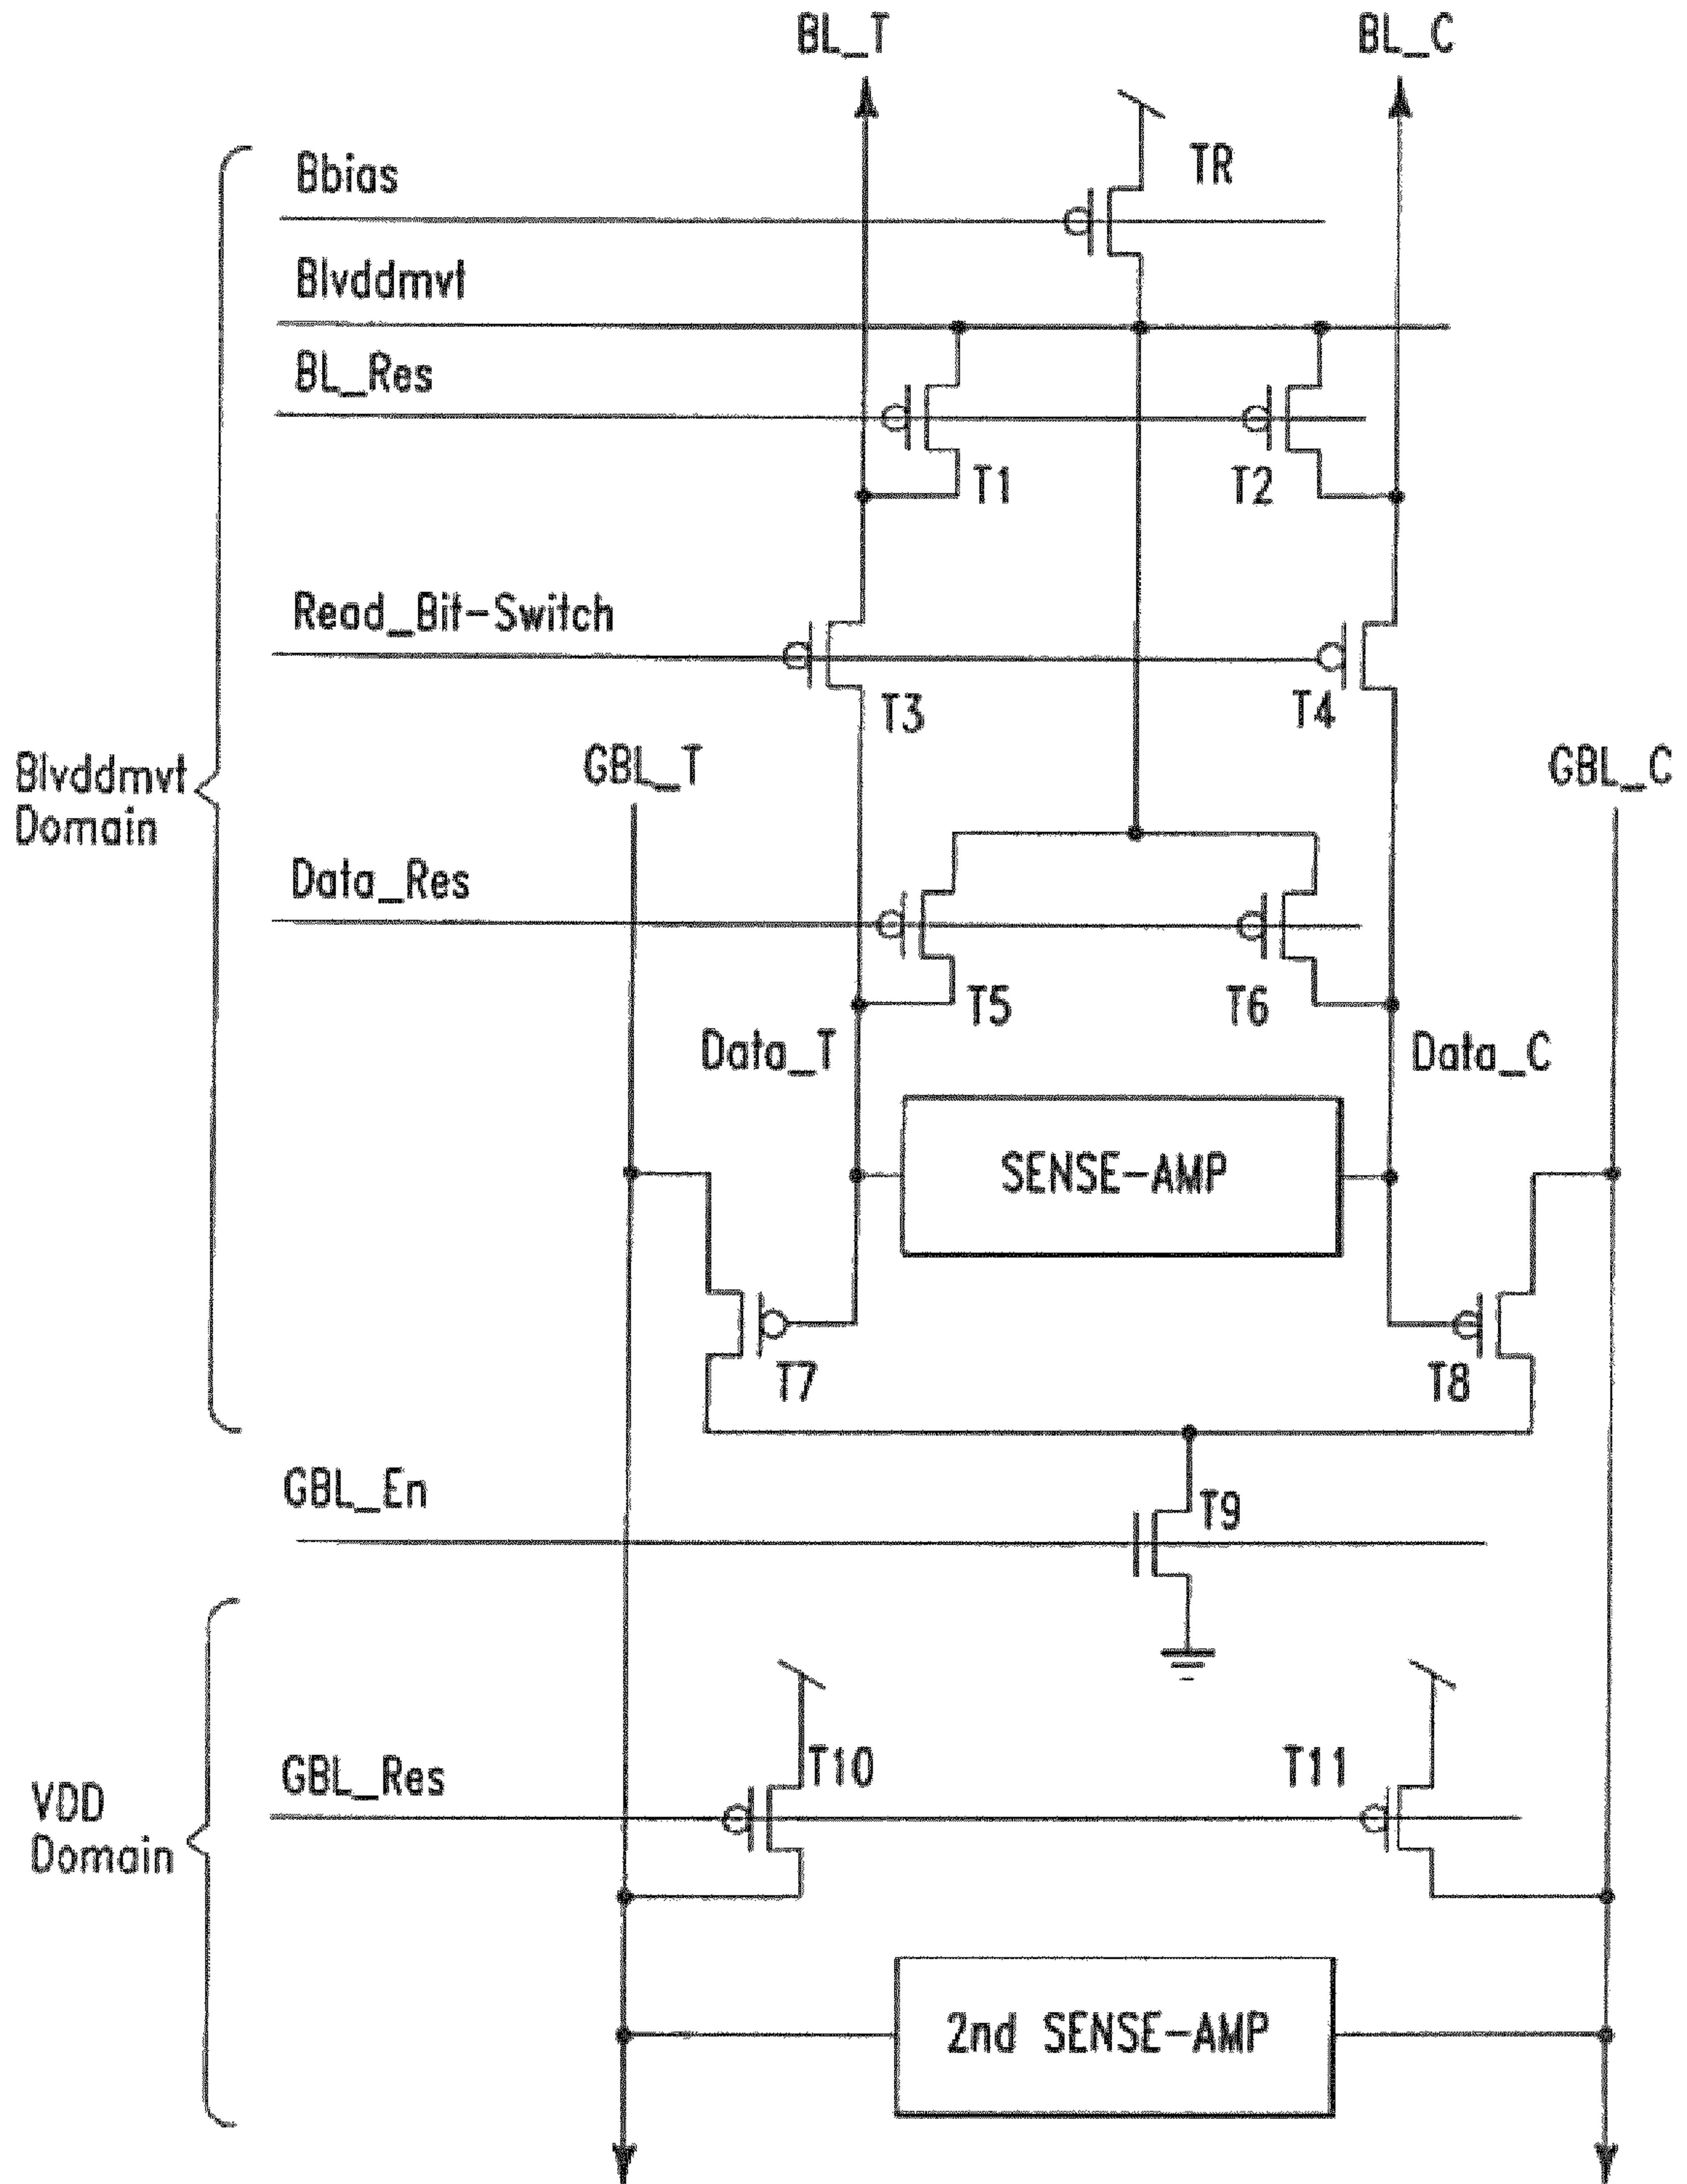 BL_T
BL_C
TR
Bbias
Blvddmvt
BL_Res
T1
T2
Read_Bit-Switch
T3
T4
GBL_T
GBL_C
Blvddmvt
Domain
Data_Res
T5
T6
Data_T
Data_C
SENSE-AMP
T7
T8
GBL_En
T9
T10
T11
GBL_Res
VDD
Domain
2nd SENSE-AMP